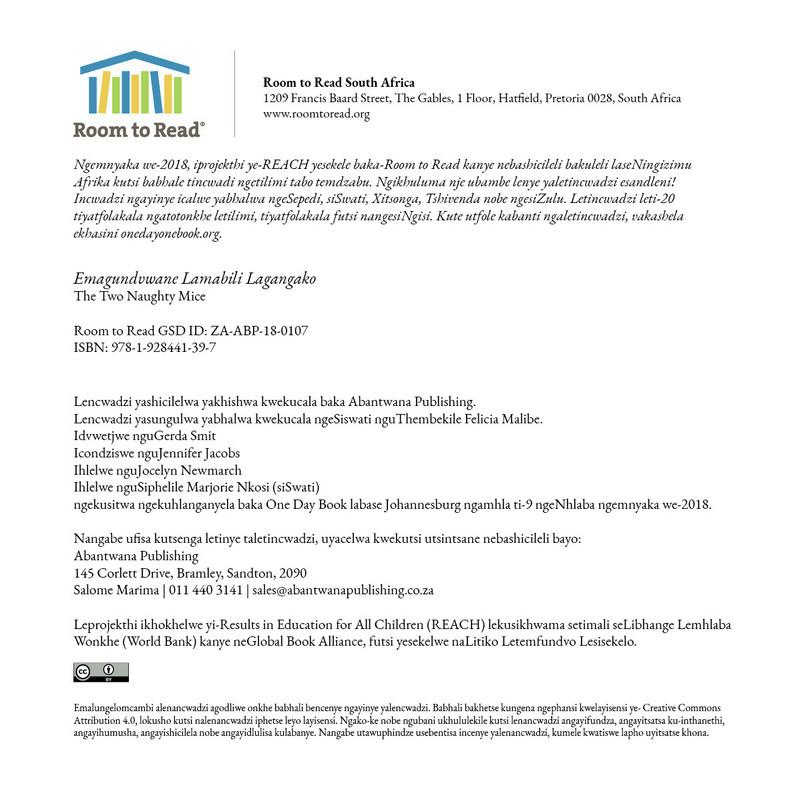 Room to Read®
Room to Read South Africa
1209 Francis Baard Street, The Gables, 1 Floor, Hatfield, Pretoria 0028, South Africa
www.roomtoread.org
Ngemnyaka we-2018, iprojekthi ye-REACH yesekele baka-Room to Read kanye nebashicileli bakuleli laseNingizimu
Afrika kutsi babhale tincwadi ngetilimi tabo temdzabu. Ngikhuluma nje ubambe lenye yaletincwadzi esandleni!
Incwadzi ngayinye icalwe yabhalwa ngeSepedi, siSwati, Xitsonga, Tshivenda nobe ngesiZulu. Letincwadzi leti-20
tiyatfolakala ngatotonkhe letilimi, tiyatfolakala futsi nangesiNgisi. Kute utfole kabanti ngaletincwadzi, vakashela
ekhasini onedayonebook.org.
Emagundvwane Lamabili Lagangako
The Two Naughty Mice
Room to Read GSD ID: ZA-ABP-18-0107
ISBN: 978-1-928441-39-7
Lencwadzi yashicilelwa yakhishwa kwekucala baka Abantwana Publishing.
Lencwadzi yasungulwa yabhalwa kwekucala ngeSiswati nguThembekile Felicia Malibe.
Idvwetjwe nguGerda Smit
Icondziswe nguJennifer Jacobs
Ihlelwe nguJocelyn Newmarch
Ihlelwe nguSiphelile Marjorie Nkosi (siSwati)
ngekusitwa ngekuhlanganyela baka One Day Book labase Johannesburg ngamhla ti-9 ngeNhlaba ngemnyaka we-2018.
Nangabe ufisa kutsenga letinye taletincwadzi, uyacelwa kwekutsi utsintsane nebashicileli bayo:
Abantwana Publishing
145 Corlett Drive, Bramley, Sandton, 2090
Salome Marima | 011 440 3141 | sales@abantwanapublishing.co.za
Leprojekthi ikhokhelwe yi-Results in Education for All Children (REACH) lekusikhwama setimali seLibhange Lemhlaba
Wonkhe (World Bank) kanye neGlobal Book Alliance, futsi yesekelwe naLitiko Letemfundvo Lesisekelo.
cc BY
Emalungelomcambi alenancwadzi agodliwe onkhe babhali bencenye ngayinye yalencwadzi. Babhali bakhetse kungena ngephansi kwelayisensi ye- Creative Commons
Attribution 4.0, lokusho kutsi nalenancwadzi iphetse leyo layisensi. Ngako-ke nobe ngubani ukhululekile kutsi lenancwadzi angayifundza, angayitsatsa ku-inthanethi,
angayihumusha, angayishicilela nobe angayidlulisa kulabanye. Nangabe utawuphindze usebentisa incenye yalenancwadzi, kumele kwatiswe lapho uyitsatse khona.